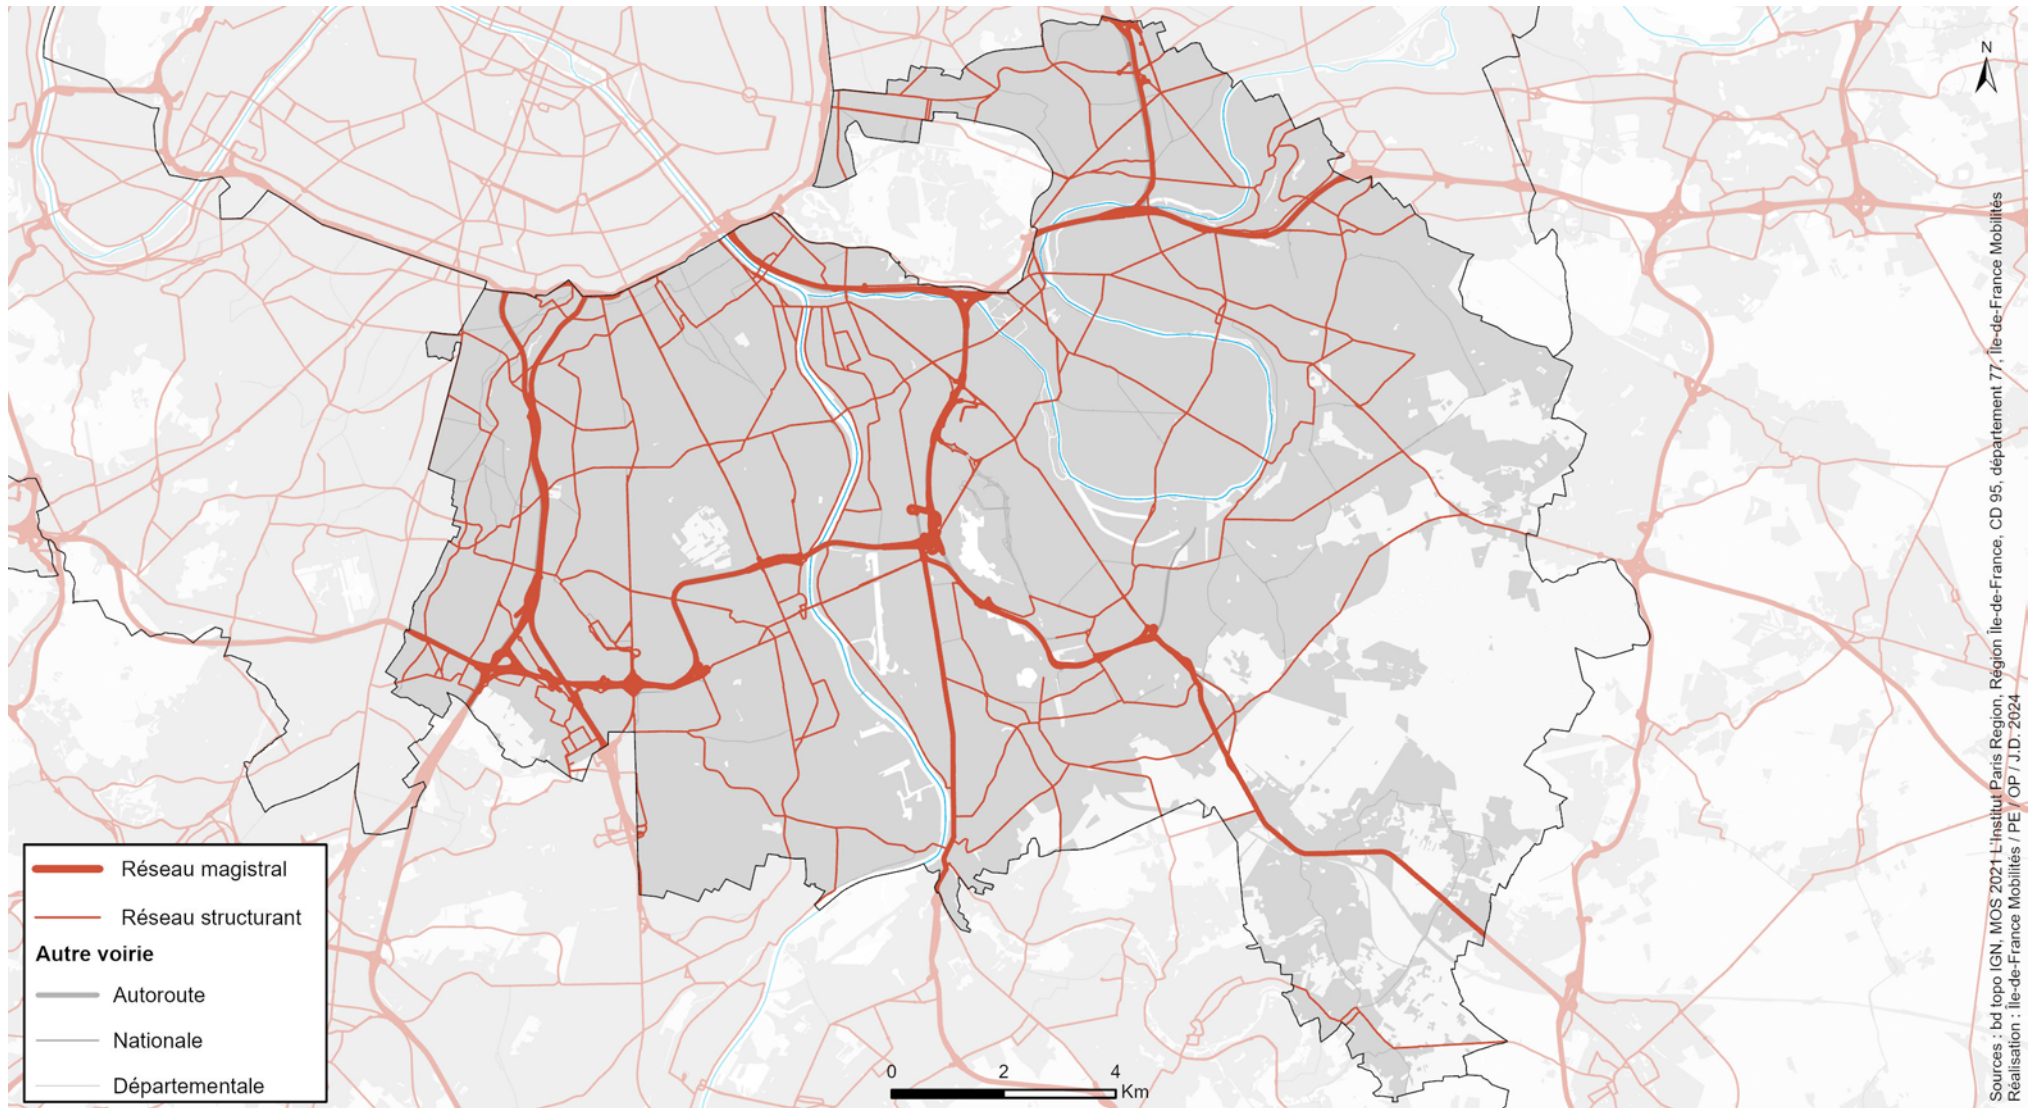 N
Réseau magistral
Réseau structurant
Autre voirie
Autoroute
Nationale
Départementale
0 2 4
Km
Sources : bd topo IGN, MOS 2021 L'Institut Paris Region, Région Île-de-France, CD 95, département 77, Île-de-France Mobilités
Réalisation : Île-de-France Mobilités / PE / OP / J.D. 2024